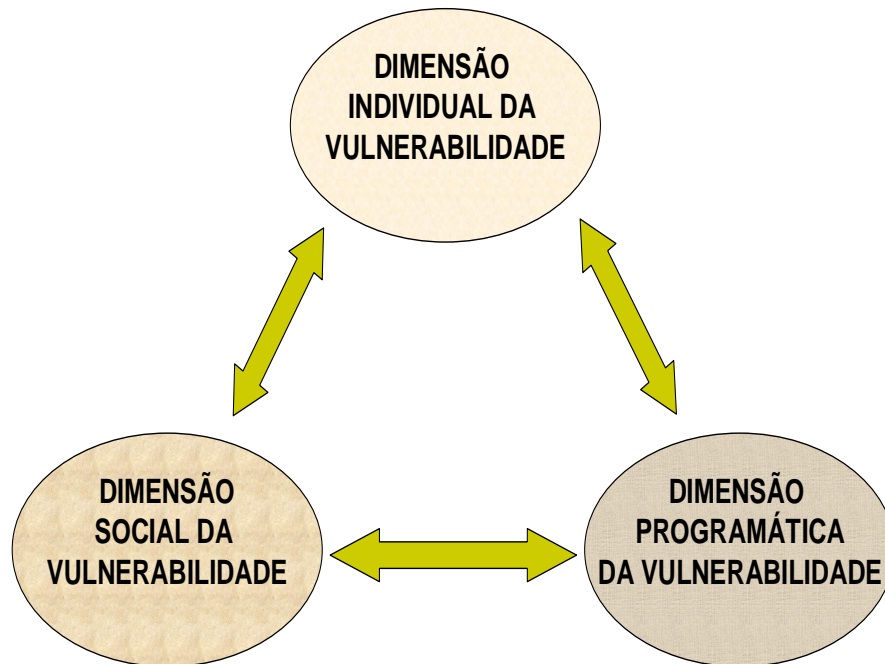 DIMENSÃO
INDIVIDUAL DA
VULNERABILIDADE
DIMENSÃO
SOCIAL DA
VULNERABILIDADE
DIMENSÃO
PROGRAMÁTICA
DA VULNERABILIDADE